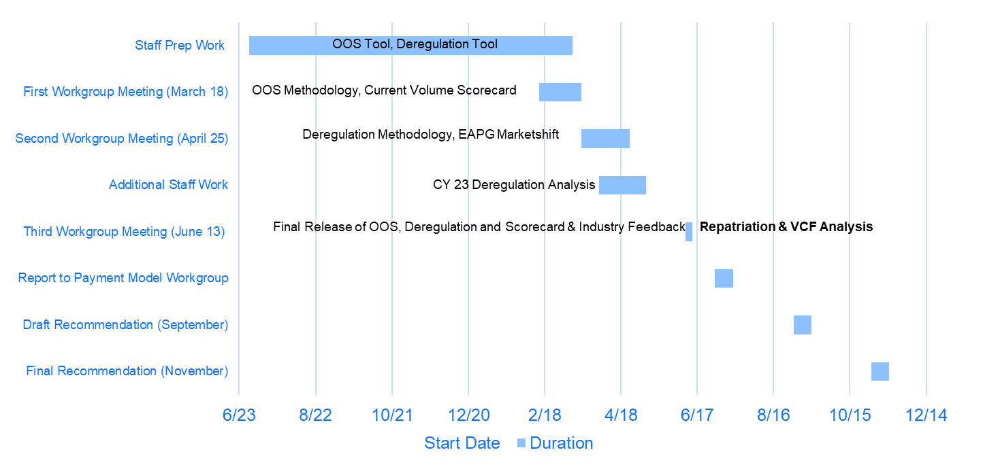 Staff Prep Work
OOS Tool, Deregulation Tool
First Workgroup Meeting (March 18)
OOS Methodology, Current Volume Scorecard
Second Workgroup Meeting (April 25)
Deregulation Methodology, EAPG Marketshift
Additional Staff Work
CY 23 Deregulation Analysis
Third Workgroup Meeting (June 13)
Final Release of OOS, Deregulation and Scorecard & Industry Feedback
Repatriation & VCF Analysis
Report to Payment Model Workgroup
Draft Recommendation (September)
Final Recommendation (November)
6/23 8/22 10/21 12/20 2/18 4/18 6/17 8/16 10/15 12/14
Start Date Duration